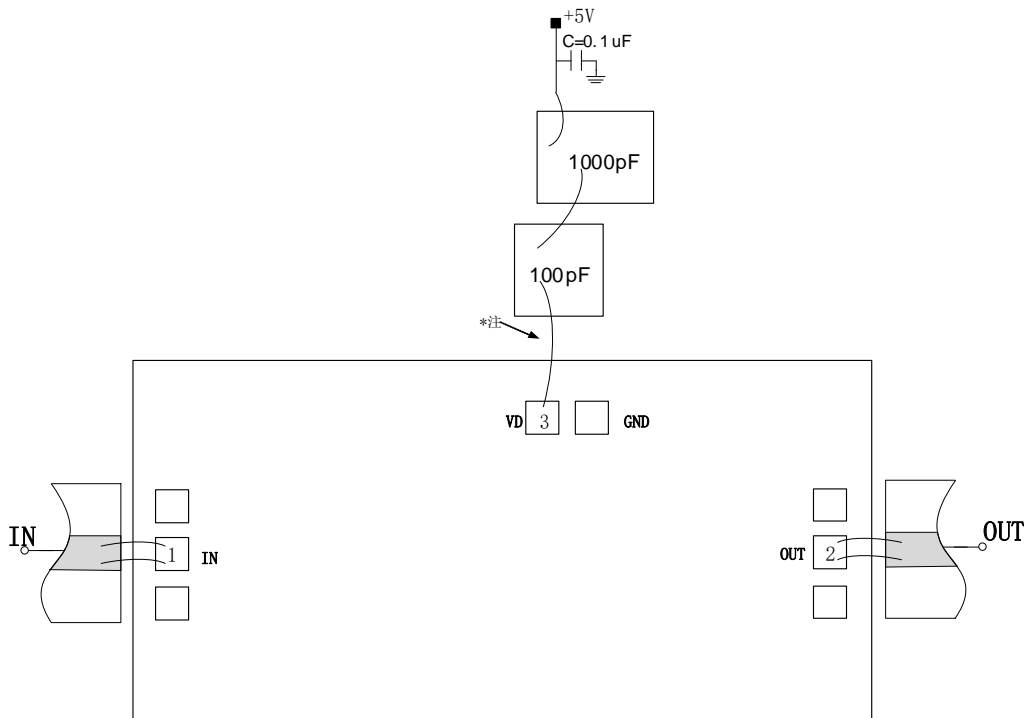 +5V
C=0.1uF
1000pF
100pF
*注
VD 3 GND
IN 1 IN
OUT 2 OUT